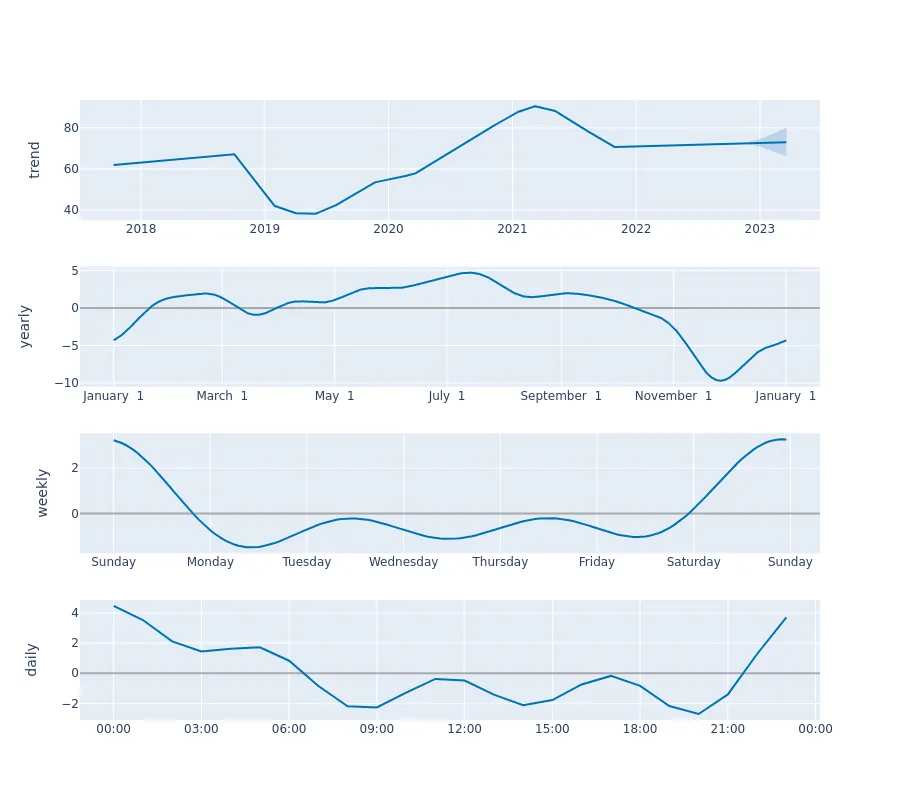 trend
80
60
40
2018 2019 2020 2021 2022 2023
yearly
5
0
−5
−10
January 1 March 1 May 1 July 1 September 1 November 1 January 1
weekly
2
0
Sunday Monday Tuesday Wednesday Thursday Friday Saturday Sunday
daily
4
2
0
−2
00:00 03:00 06:00 09:00 12:00 15:00 18:00 21:00 00:00